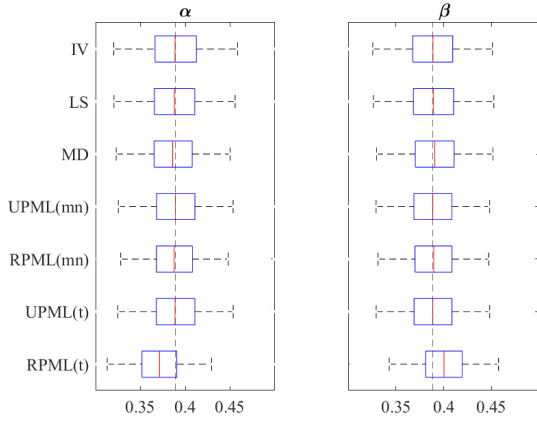 α β
IV
LS
MD
UPML(mn)
RPML(mn)
UPML(t)
RPML(t)
0.35 0.4 0.45 0.35 0.4 0.45